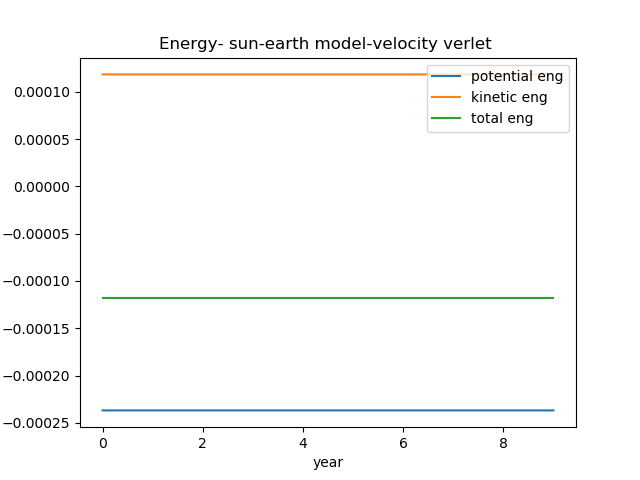 Energy- sun-earth model-velocity verlet
potential eng
kinetic eng
total eng
0.00010
0.00005
0.00000
−0.00005
−0.00010
−0.00015
−0.00020
−0.00025
0 2 4 6 8
year